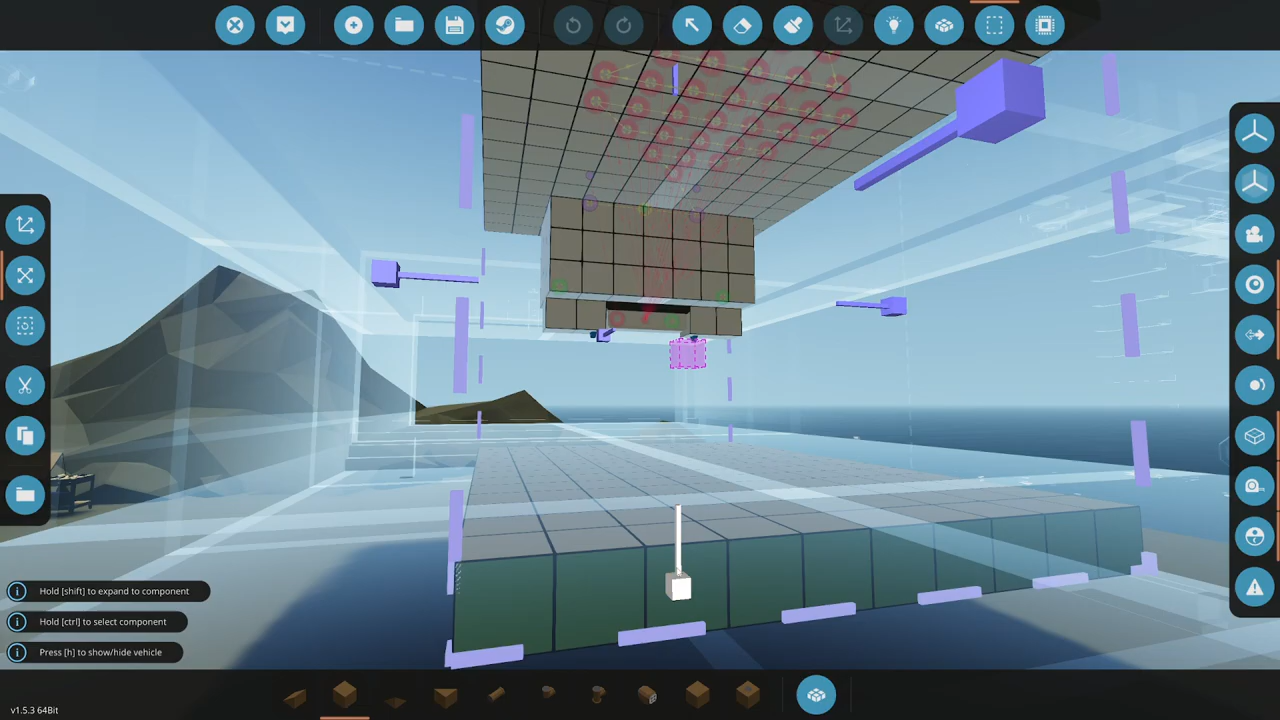 Hold [shift] to expand to component
Hold [ctrl] to select component
Press [h] to show/hide vehicle
v1.5.3 64Bit